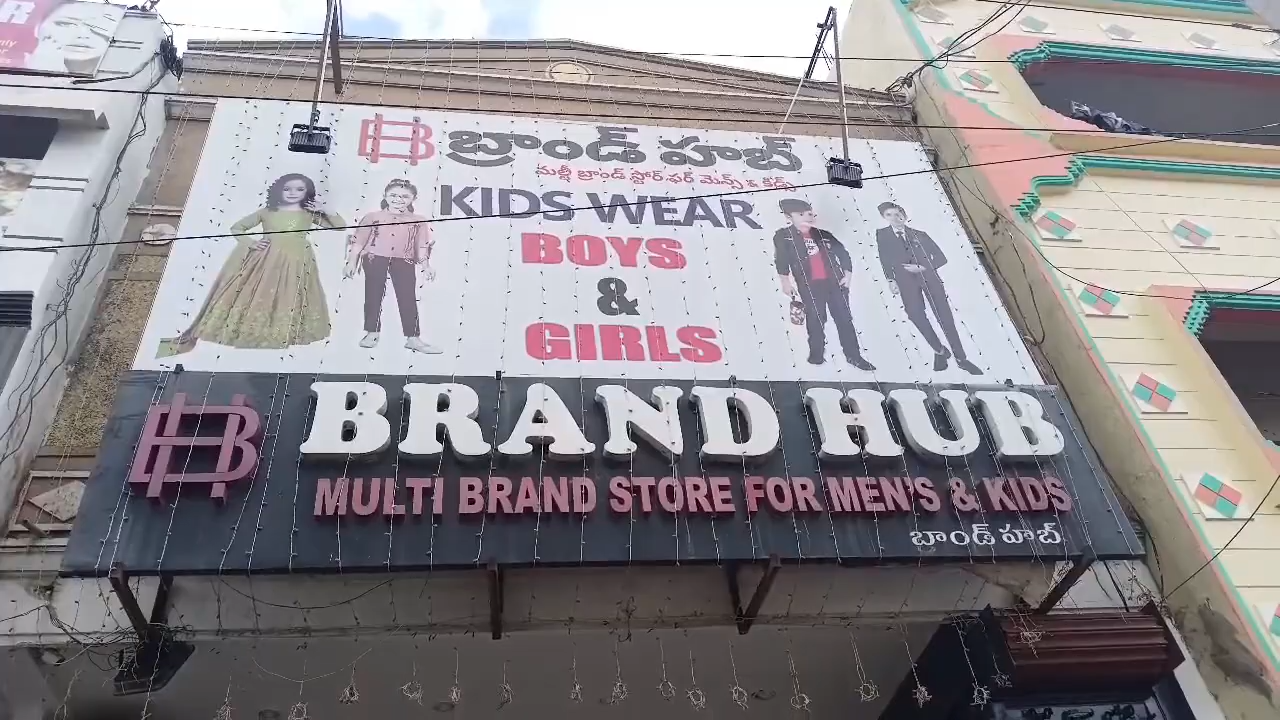 బ్రాండ్ హబ్
మల్టీ బ్రాండ్ స్టోర్ ఫర్ మెన్స్ & కిడ్స్
KIDS WEAR
BOYS
&
GIRLS
BRAND HUB
MULTI BRAND STORE FOR MEN'S & KIDS
బ్రాండ్ హబ్